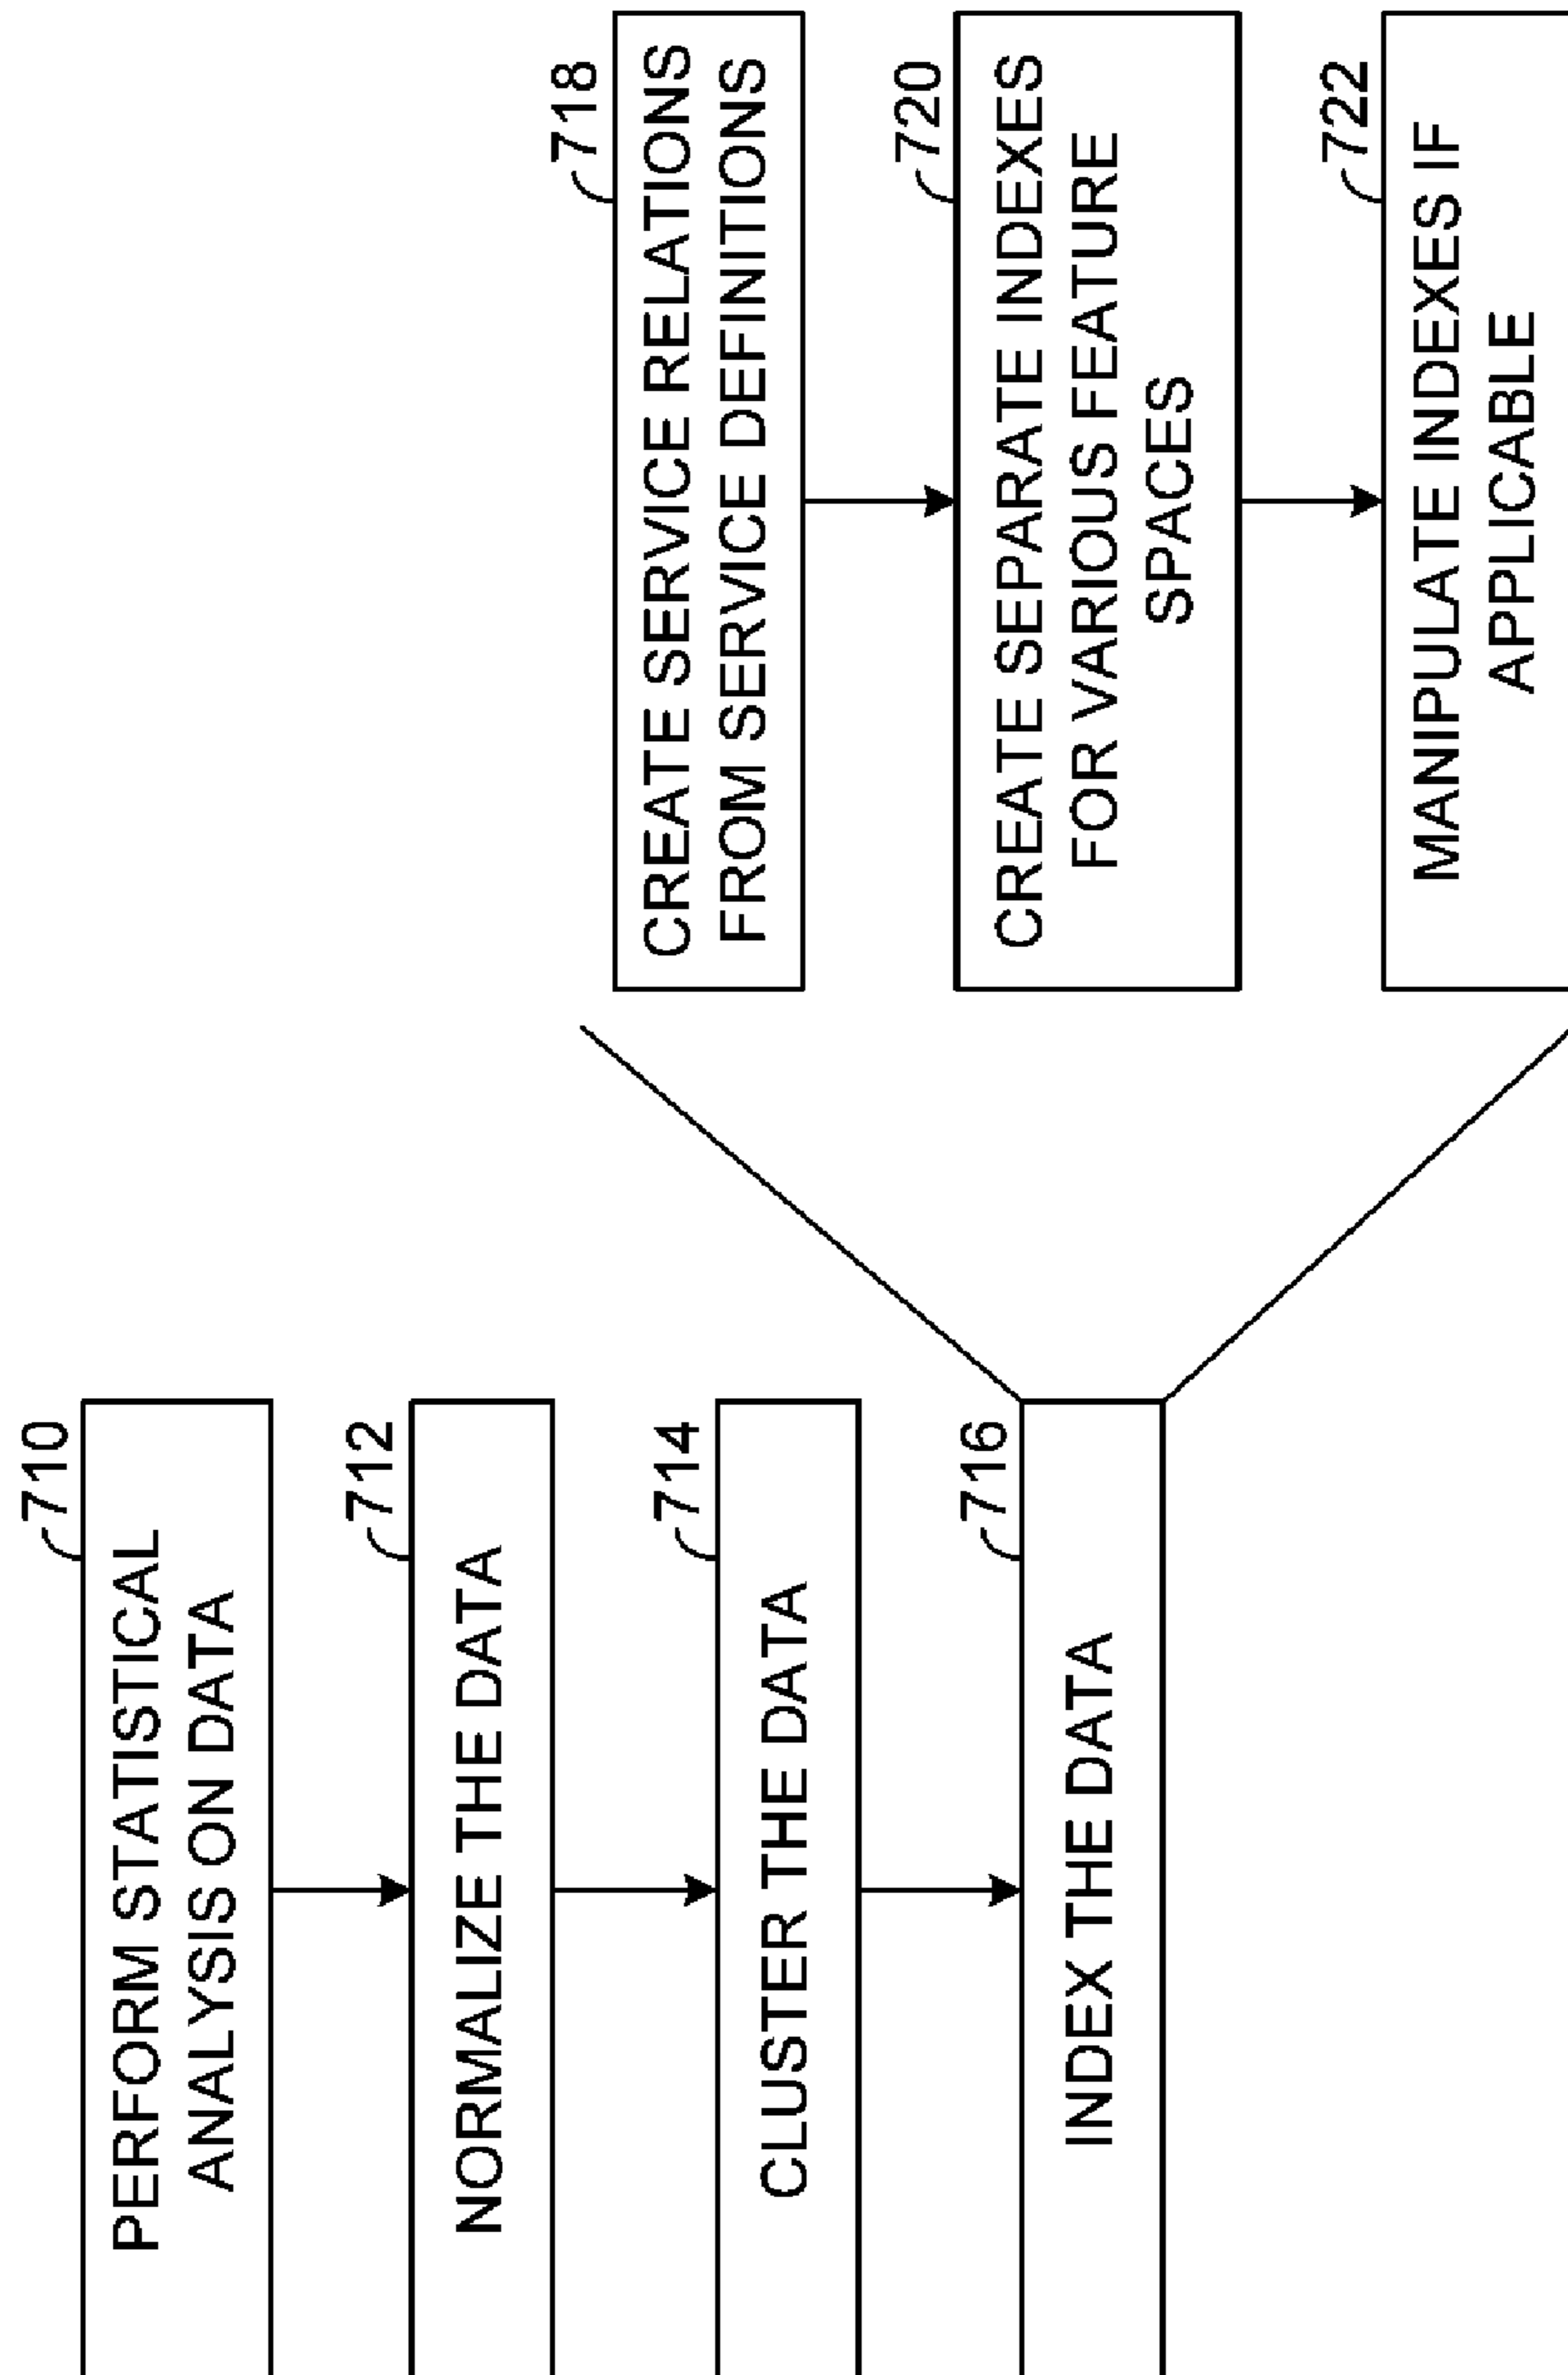 710
PERFORM STATISTICAL
ANALYSIS ON DATA
712
NORMALIZE THE DATA
714
CLUSTER THE DATA
716
INDEX THE DATA
718
CREATE SERVICE RELATIONS
FROM SERVICE DEFINITIONS
720
CREATE SEPARATE INDEXES
FOR VARIOUS FEATURE
SPACES
722
MANIPULATE INDEXES IF
APPLICABLE